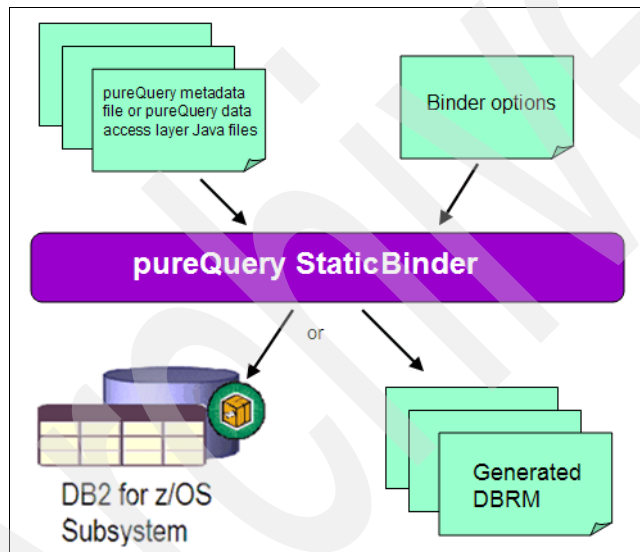 pureQuery metadata
file or pureQuery data
access layer Java files
Binder options
pureQuery StaticBinder
or
DB2 for z/OS
Subsystem
Generated
DBRM